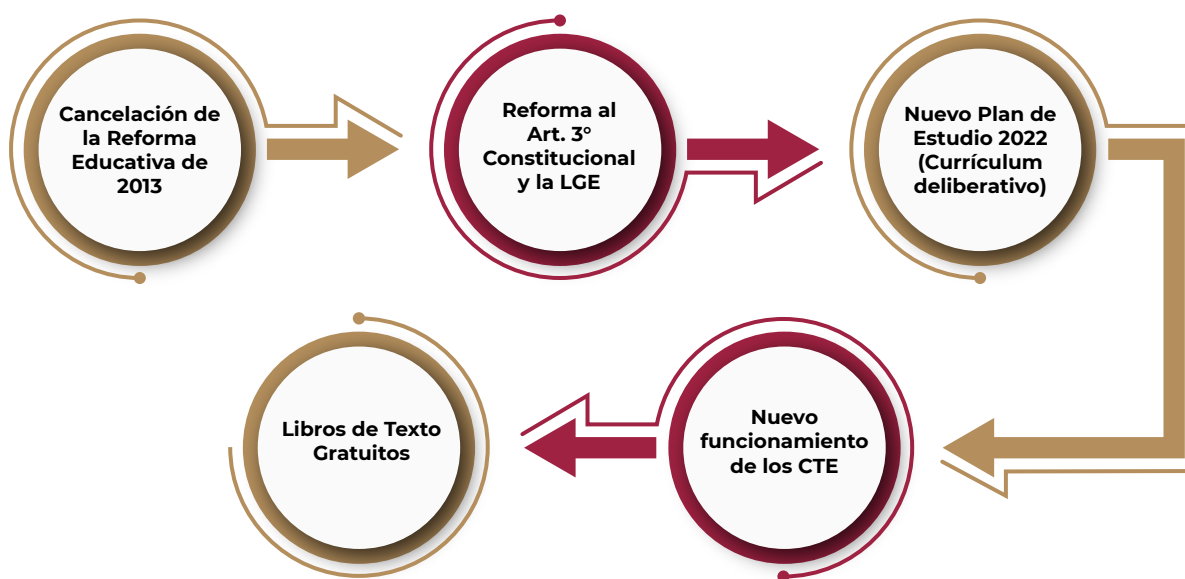 Cancelación de
la Reforma
Educativa de
2013
Reforma al
Art. 3°
Constitucional
y la LGE
Nuevo Plan de
Estudio 2022
(Currículum
deliberativo)
Nuevo
funcionamiento
de los CTE
Libros de Texto
Gratuitos